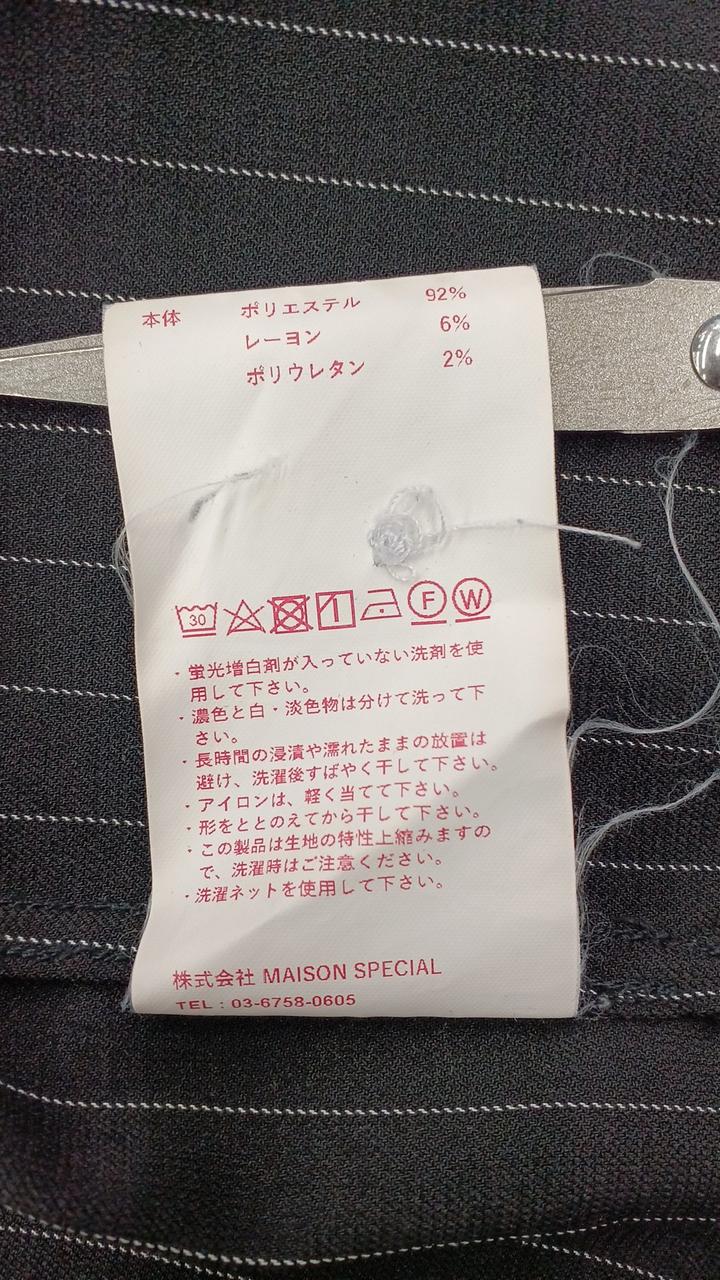 本体 ポリエステル 92%
レーヨン 6%
ポリウレタン 2%
30 F W
・蛍光増白剤が入っていない洗剤を使
用して下さい。
・濃色と白・淡色物は分けて洗って下
さい。
・長時間の浸漬や濡れたままの放置は
避け、洗濯後すばやく干して下さい。
・アイロンは、軽く当てて下さい。
・形をととのえてから干して下さい。
・この製品は生地の特性上縮みますの
で、洗濯時はご注意ください。
・洗濯ネットを使用して下さい。
株式会社 MAISON SPECIAL
TEL : 03-6758-0605